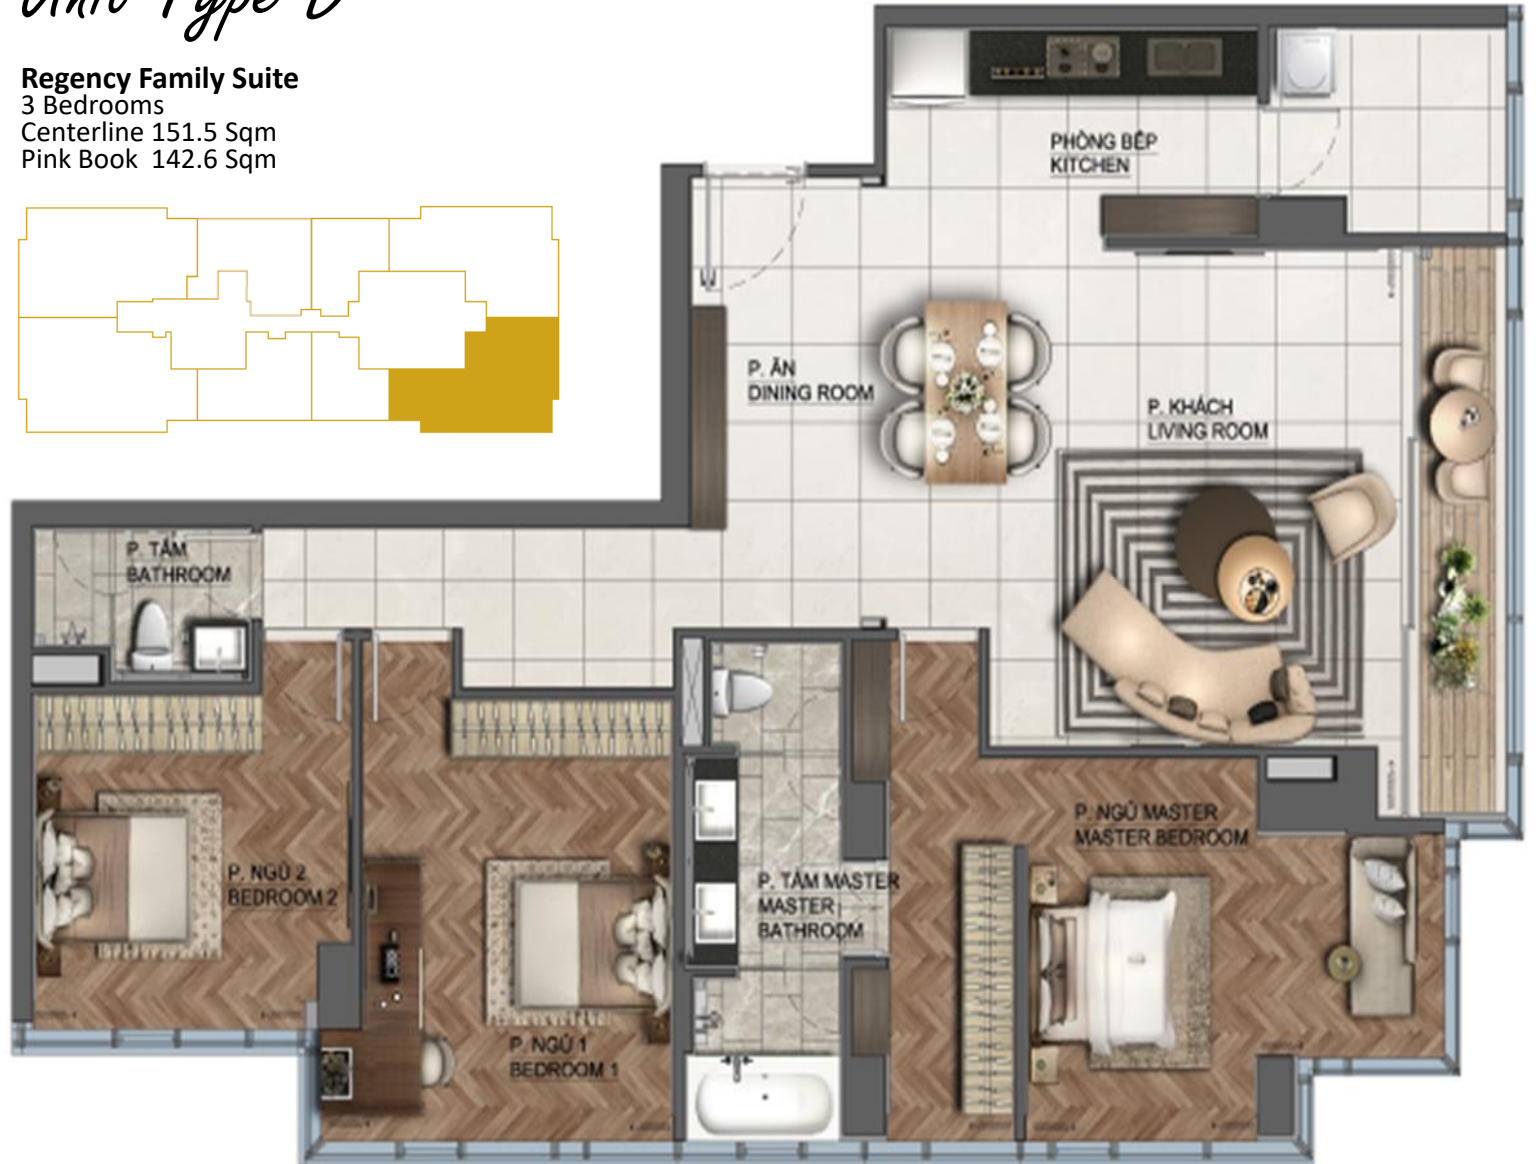 Unit Type D
Regency Family Suite
3 Bedrooms
Centerline 151.5 Sqm
Pink Book 142.6 Sqm
PHÒNG BẾP
KITCHEN
P. ĂN
DINING ROOM
P. KHÁCH
LIVING ROOM
P. TẮM
BATHROOM
P. NGỦ MASTER
MASTER BEDROOM
P. NGỦ 2
BEDROOM 2
P. TẮM MASTER
MASTER
BATHROOM
P. NGỦ 1
BEDROOM 1